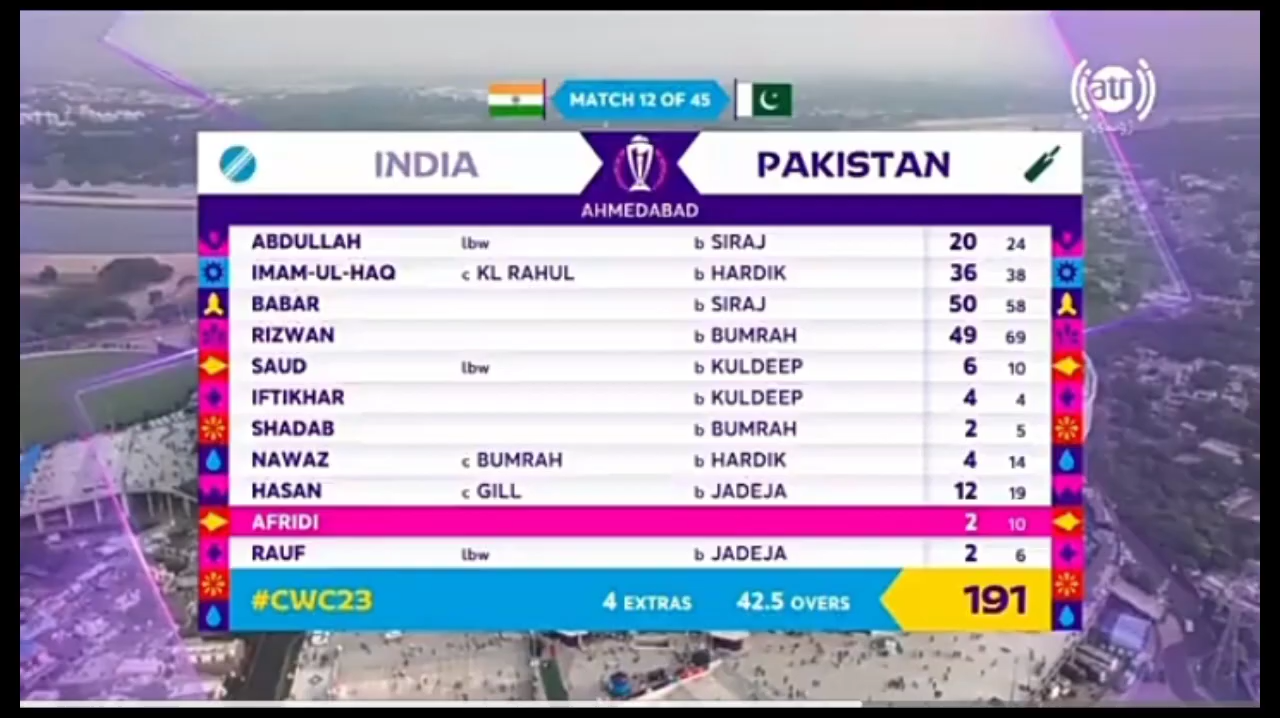 MATCH 12 OF 45
atn
INDIA PAKISTAN
AHMEDABAD
ABDULLAH lbw b SIRAJ 20 24
IMAM-UL-HAQ c KL RAHUL b HARDIK 36 38
BABAR b SIRAJ 50 58
RIZWAN b BUMRAH 49 69
SAUD lbw b KULDEEP 6 10
IFTIKHAR b KULDEEP 4 4
SHADAB b BUMRAH 2 5
NAWAZ c BUMRAH b HARDIK 4 14
HASAN c GILL b JADEJA 12 19
AFRIDI 2 10
RAUF lbw b JADEJA 2 6
#CWC23 4 EXTRAS 42.5 OVERS 191